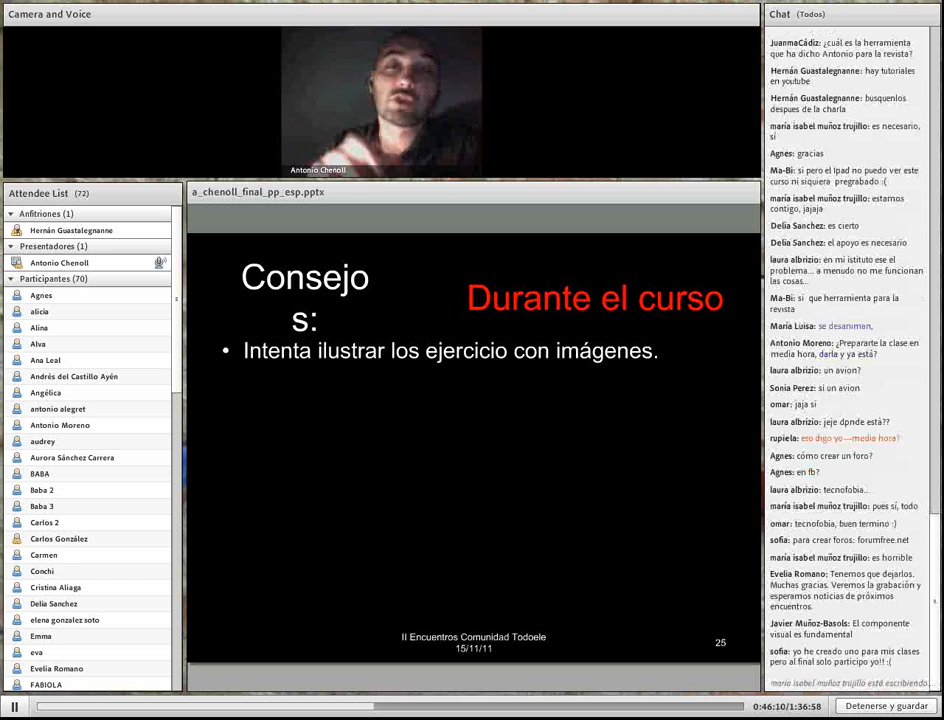 Camera and Voice
Antonio Chenoll
Attendee List (72)
Anfitriones (1)
Hernán Guastalegnanne
Presentadores (1)
Antonio Chenoll
Participantes (70)
Agnes
alicia
Alina
Alva
Ana Leal
Andrés del Castillo Ayén
Angélica
antonio alegret
Antonio Moreno
audrey
Aurora Sánchez Carrera
BABA
Baba 2
Baba 3
Carlos 2
Carlos González
Carmen
Conchi
Cristina Aliaga
Delia Sanchez
elena gonzalez soto
Emma
eva
Evelia Romano
FABIOLA
a_chenoll_final_pp_esp.pptx
Consejo
s:
Durante el curso
• Intenta ilustrar los ejercicio con imágenes.
II Encuentros Comunidad Todoele
15/11/11
25
Chat (Todos)
JuanmaCádiz: ¿cuál es la herramienta
que ha dicho Antonio para la revista?
Hernán Guastalegnanne: hay tutoriales
en youtube
Hernán Guastalegnanne: busquenlos
despues de la charla
maría isabel muñoz trujillo: es necesario,
sí
Agnes: gracias
Ma-Bi: si pero el Ipad no puedo ver este
curso ni siquiera pregrabado :(
maría isabel muñoz trujillo: estamos
contigo, jajaja
Delia Sanchez: es cierto
Delia Sanchez: el apoyo es necesario
laura albrizio: en mi istituto ese el
problema... a menudo no me funcionan
las cosas...
Ma-Bi: si que herramienta para la
revista
María Luisa: se desaniman,
Antonio Moreno: ¿Prepararte la clase en
media hora, darla y ya está?
laura albrizio: un avion?
Sonia Perez: si un avion
omar: jaja si
laura albrizio: jeje dpnde está??
rupiela: eso digo yo---media hora?
Agnes: cómo crear un foro?
Agnes: en fb?
laura albrizio: tecnofobia...
maría isabel muñoz trujillo: pues sí, todo
omar: tecnofobia, buen termino :)
sofia: para crear foros: forumfree.net
maría isabel muñoz trujillo: es horrible
Evelia Romano: Tenemos que dejarlos.
Muchas gracias. Veremos la grabación y
esperamos noticias de próximos
encuentros.
Javier Muñoz-Basols: El componente
visual es fundamental
sofia: yo he creado uno para mis clases
pero al final solo participo yo!! :(
maría isabel muñoz trujillo está escribiendo...
0:46:10/1:36:58
Detenerse y guardar